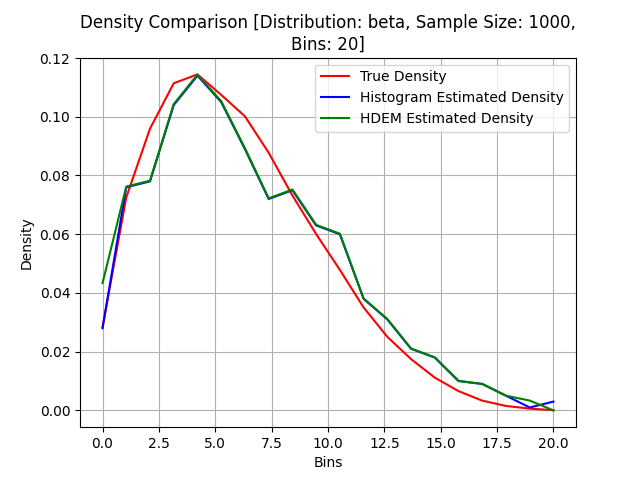 Density Comparison [Distribution: beta, Sample Size: 1000,
Bins: 20]
True Density
Histogram Estimated Density
HDEM Estimated Density
Density
0.12
0.10
0.08
0.06
0.04
0.02
0.00
0.0 2.5 5.0 7.5 10.0 12.5 15.0 17.5 20.0
Bins